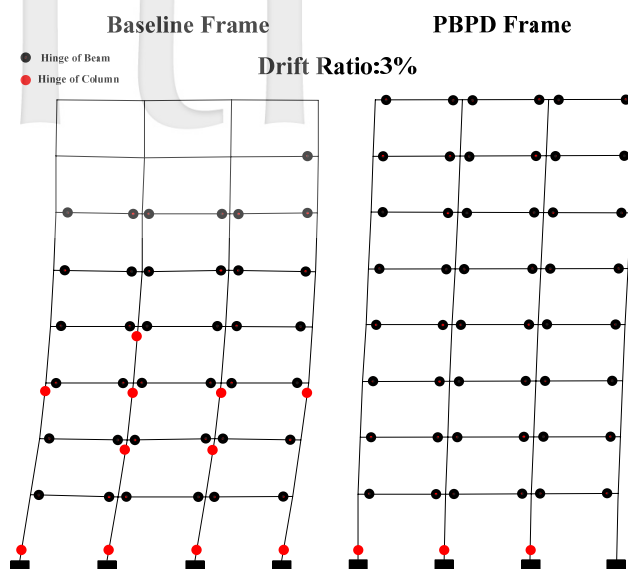 Baseline Frame
PBPD Frame
Hinge of Beam
Hinge of Column
Drift Ratio:3%